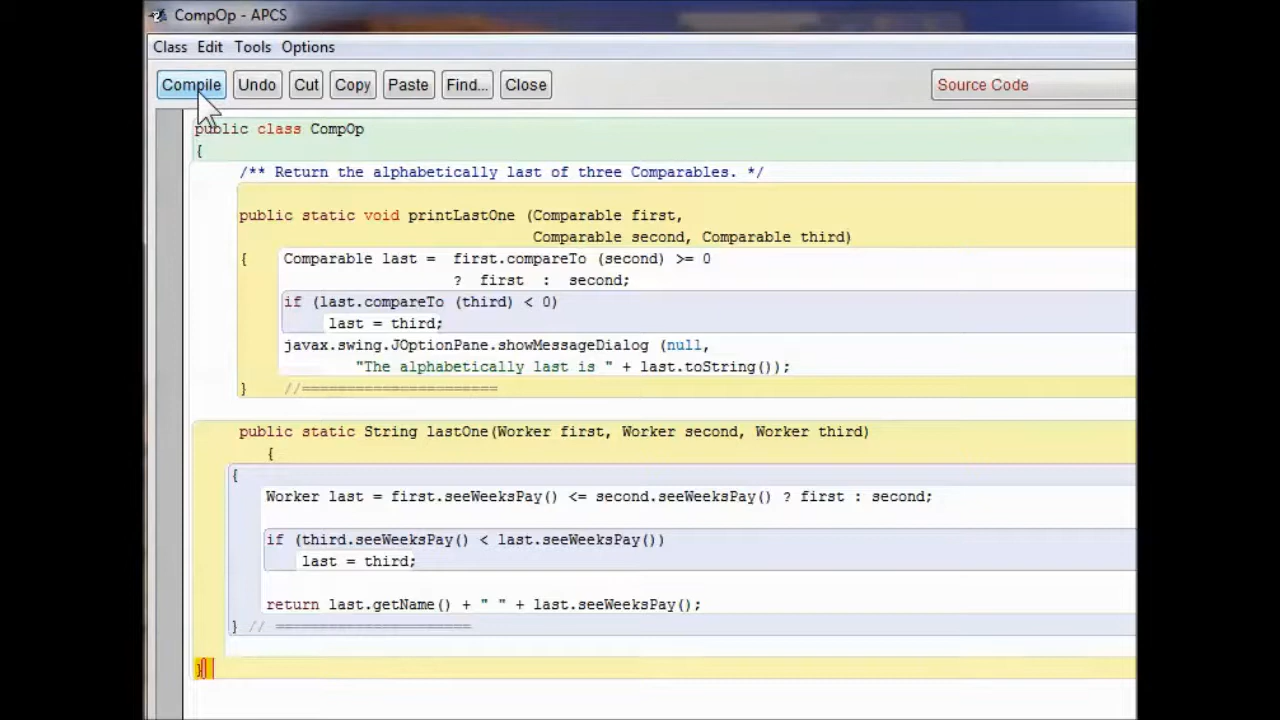 CompOp - APCS
Class Edit Tools Options
Compile Undo Cut Copy Paste Find... Close Source Code
public class CompOp
{
/** Return the alphabetically last of three Comparables. */
public static void printLastOne (Comparable first,
Comparable second, Comparable third)
{ Comparable last = first.compareTo (second) >= 0
? first : second;
if (last.compareTo (third) < 0)
last = third;
javax.swing.JOptionPane.showMessageDialog (null,
"The alphabetically last is " + last.toString());
} //======================
public static String lastOne(Worker first, Worker second, Worker third)
{
{
Worker last = first.seeWeeksPay() <= second.seeWeeksPay() ? first : second;
if (third.seeWeeksPay() < last.seeWeeksPay())
last = third;
return last.getName() + " " + last.seeWeeksPay();
} // ======================
}